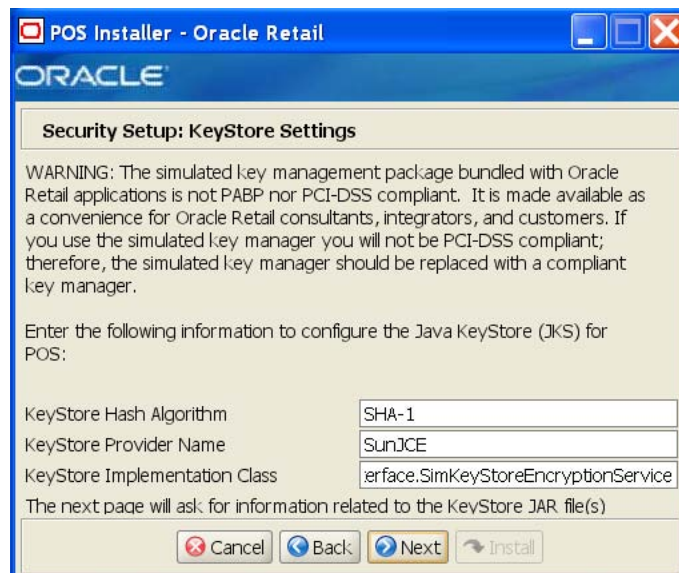 POS Installer - Oracle Retail
ORACLE
Security Setup: KeyStore Settings
WARNING: The simulated key management package bundled with Oracle
Retail applications is not PABP nor PCI-DSS compliant. It is made available as
a convenience for Oracle Retail consultants, integrators, and customers. If
you use the simulated key manager you will not be PCI-DSS compliant;
therefore, the simulated key manager should be replaced with a compliant
key manager.
Enter the following information to configure the Java KeyStore (JKS) for
POS:
KeyStore Hash Algorithm SHA-1
KeyStore Provider Name SunJCE
KeyStore Implementation Class erface.SimKeyStoreEncryptionService
The next page will ask for information related to the KeyStore JAR file(s)
Cancel Back Next Install